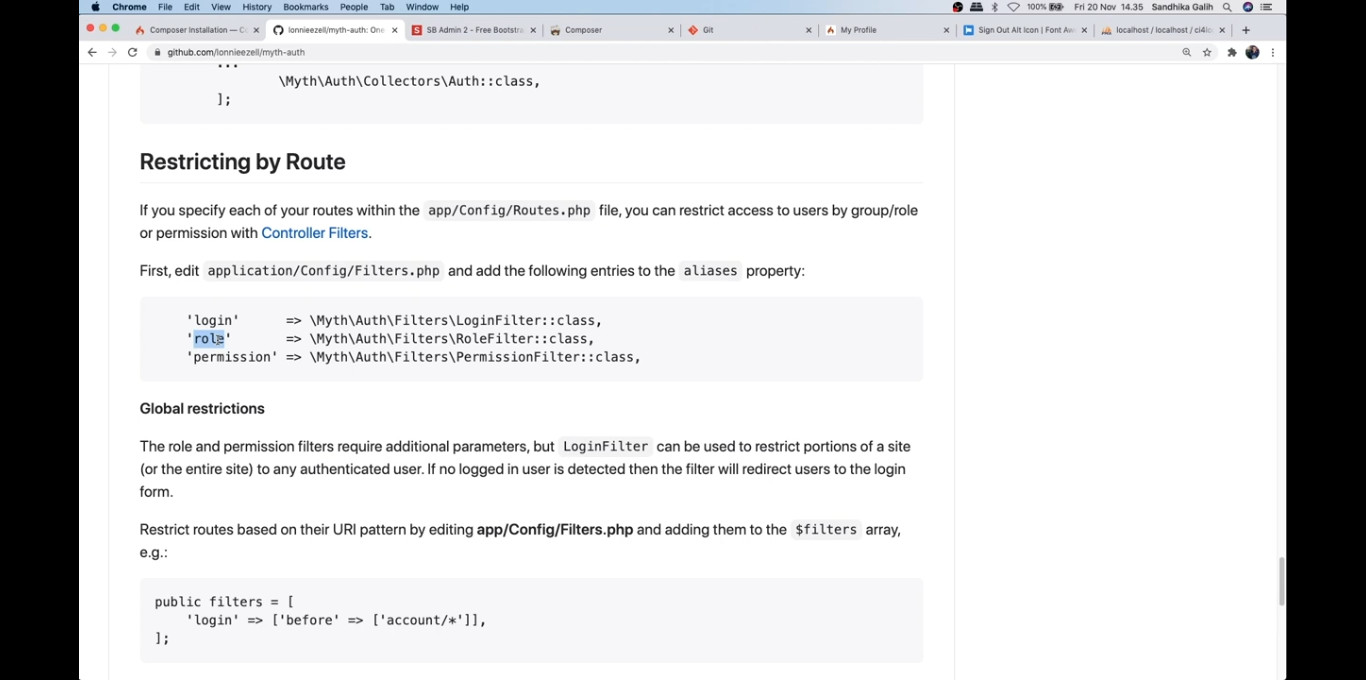 Chrome File Edit View History Bookmarks People Tab Window Help 100% Fri 20 Nov 14.35 Sandhika Galih
Composer Installation — Co lonnieezell/myth-auth: One SB Admin 2 - Free Bootstra Composer Git My Profile Sign Out Alt Icon | Font Aw localhost / localhost / ci4lo
github.com/lonnieezell/myth-auth
...
\Myth\Auth\Collectors\Auth::class,
];
Restricting by Route
If you specify each of your routes within the app/Config/Routes.php file, you can restrict access to users by group/role
or permission with Controller Filters.
First, edit application/Config/Filters.php and add the following entries to the aliases property:
'login' => \Myth\Auth\Filters\LoginFilter::class,
'role' => \Myth\Auth\Filters\RoleFilter::class,
'permission' => \Myth\Auth\Filters\PermissionFilter::class,
Global restrictions
The role and permission filters require additional parameters, but LoginFilter can be used to restrict portions of a site
(or the entire site) to any authenticated user. If no logged in user is detected then the filter will redirect users to the login
form.
Restrict routes based on their URI pattern by editing app/Config/Filters.php and adding them to the $filters array,
e.g.:
public filters = [
'login' => ['before' => ['account/*']],
];